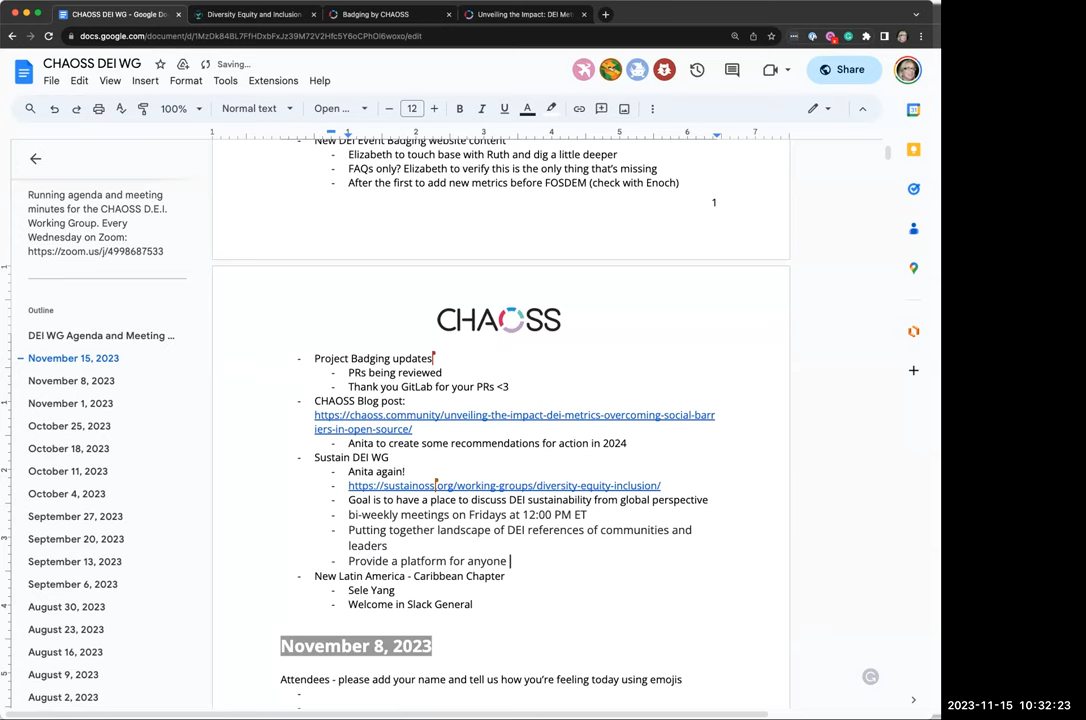 CHAOSS DEI WG - Google Do
Diversity Equity and Inclusion
Badging by CHAOSS
Unveiling the Impact: DEI Met
docs.google.com/document/d/1MzDk84BL7FfHDxbFxJz39M72V2Hfc5Y6oCPhOl6woxo/edit
CHAOSS DEI WG
Saving…
File Edit View Insert Format Tools Extensions Help
Share
100% Normal text Open ... 12
1 1 2 3 4 5 6 7
Running agenda and meeting
minutes for the CHAOSS D.E.I.
Working Group. Every
Wednesday on Zoom:
https://zoom.us/j/4998687533
Outline
DEI WG Agenda and Meeting ...
November 15, 2023
November 8, 2023
November 1, 2023
October 25, 2023
October 18, 2023
October 11, 2023
October 4, 2023
September 27, 2023
September 20, 2023
September 13, 2023
September 6, 2023
August 30, 2023
August 23, 2023
August 16, 2023
August 9, 2023
August 2, 2023
- New DEI Event Badging website content
- Elizabeth to touch base with Ruth and dig a little deeper
- FAQs only? Elizabeth to verify this is the only thing that's missing
- After the first to add new metrics before FOSDEM (check with Enoch)
1
CHAOSS
- Project Badging updates
- PRs being reviewed
- Thank you GitLab for your PRs <3
- CHAOSS Blog post:
https://chaoss.community/unveiling-the-impact-dei-metrics-overcoming-social-barr
iers-in-open-source/
- Anita to create some recommendations for action in 2024
- Sustain DEI WG
- Anita again!
- https://sustainoss.org/working-groups/diversity-equity-inclusion/
- Goal is to have a place to discuss DEI sustainability from global perspective
- bi-weekly meetings on Fridays at 12:00 PM ET
- Putting together landscape of DEI references of communities and
leaders
- Provide a platform for anyone
- New Latin America - Caribbean Chapter
- Sele Yang
- Welcome in Slack General
November 8, 2023
Attendees - please add your name and tell us how you're feeling today using emojis
-
2023-11-15 10:32:23